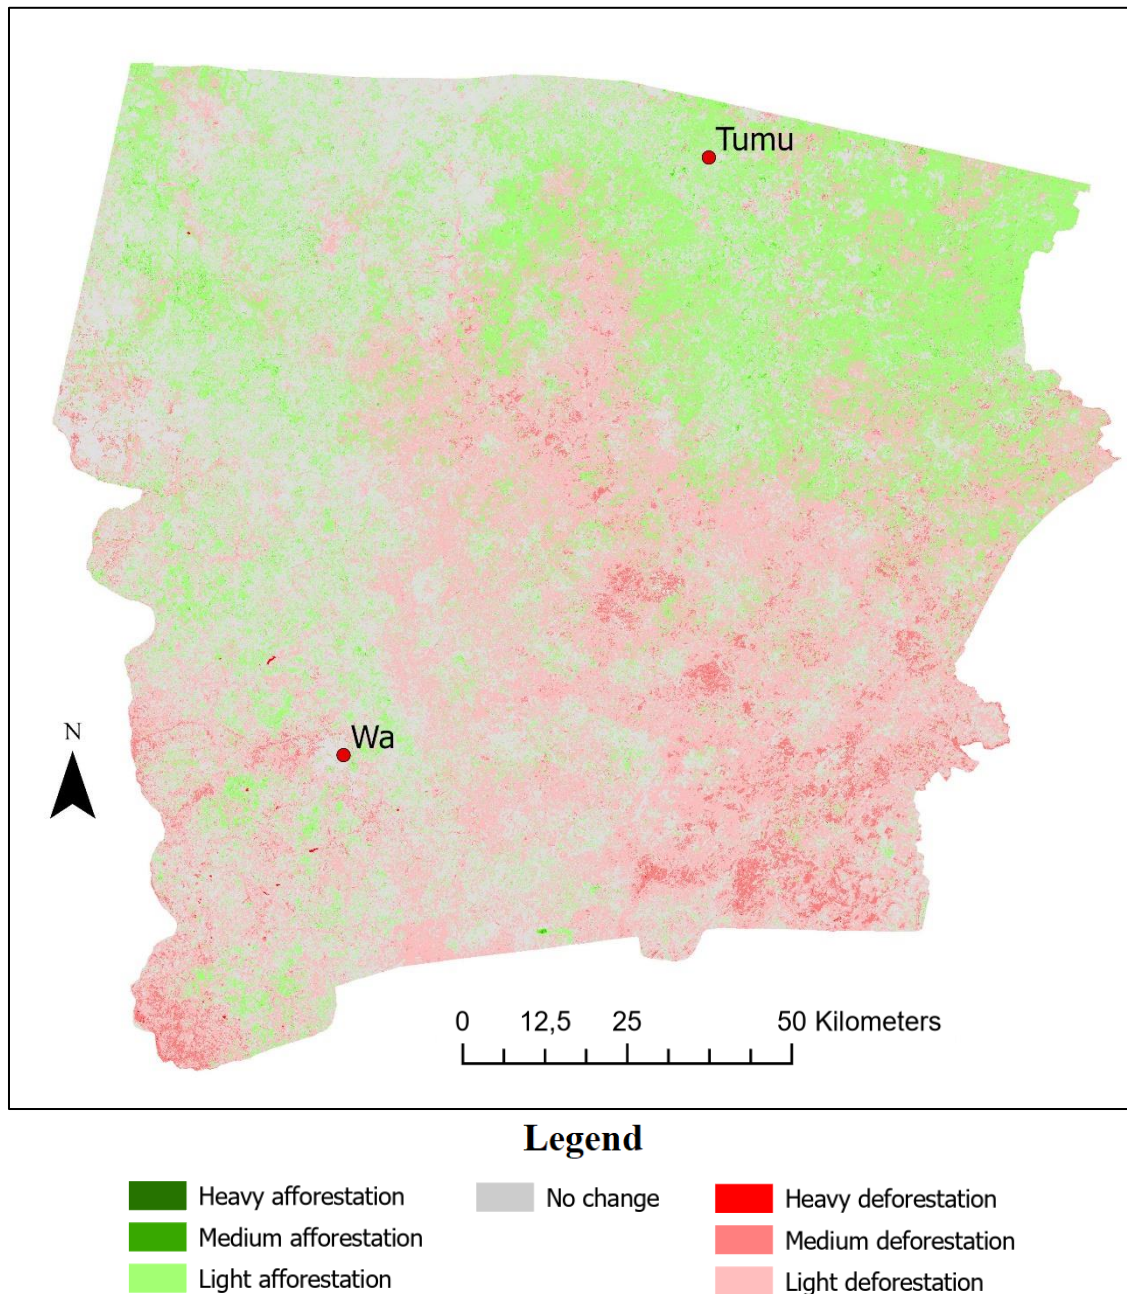 Tumu
Wa
N
0 12,5 25 50 Kilometers
Legend
Heavy afforestation
No change
Heavy deforestation
Medium afforestation
Medium deforestation
Light afforestation
Light deforestation